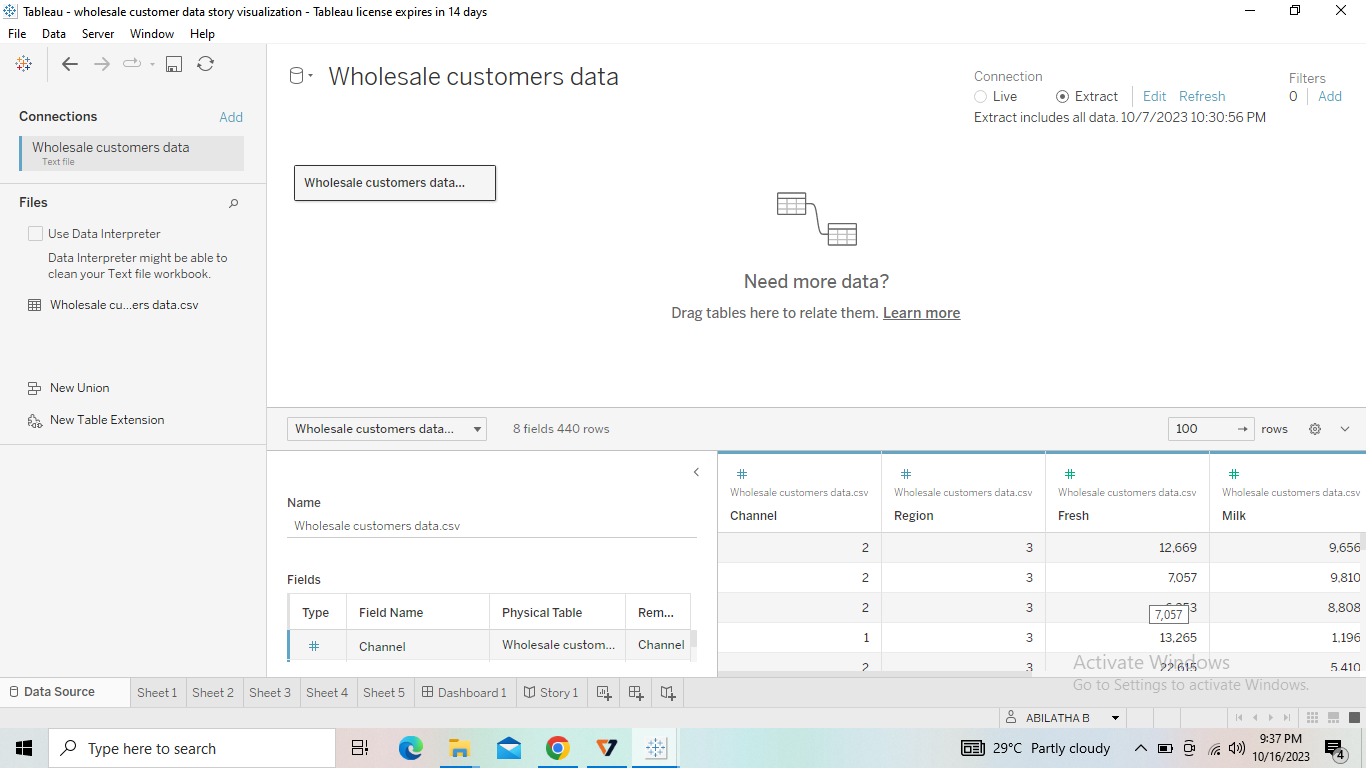 Tableau - wholesale customer data story visualization - Tableau license expires in 14 days
File Data Server Window Help
Connections Add
Wholesale customers data
Text file
Files
Use Data Interpreter
Data Interpreter might be able to
clean your Text file workbook.
Wholesale cu...ers data.csv
New Union
New Table Extension
Wholesale customers data
Connection
Live Extract Edit Refresh
Extract includes all data. 10/7/2023 10:30:56 PM
Filters
0 Add
Wholesale customers data...
Need more data?
Drag tables here to relate them. Learn more
Wholesale customers data... 8 fields 440 rows 100 rows
Name
Wholesale customers data.csv
Fields
Type Field Name Physical Table Rem...
# Channel Wholesale custom... Channel
# # # #
Wholesale customers data.csv Wholesale customers data.csv Wholesale customers data.csv Wholesale customers data.csv
Channel Region Fresh Milk
2 3 12,669 9,656
2 3 7,057 9,810
2 3 8,808
7,057
1 3 13,265 1,196
2 3 22,615 5,410
Activate Windows
Go to Settings to activate Windows.
Data Source Sheet 1 Sheet 2 Sheet 3 Sheet 4 Sheet 5 Dashboard 1 Story 1
ABILATHA B
Type here to search
29°C Partly cloudy
9:37 PM
10/16/2023
4